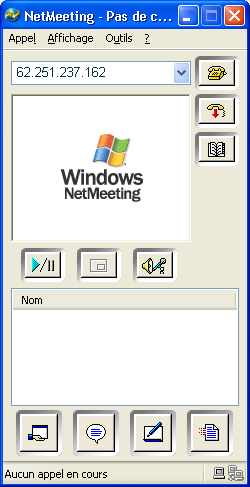 NetMeeting - Pas de c...
Appel Affichage Outils ?
62.251.237.162
Windows
NetMeeting
Nom
Aucun appel en cours